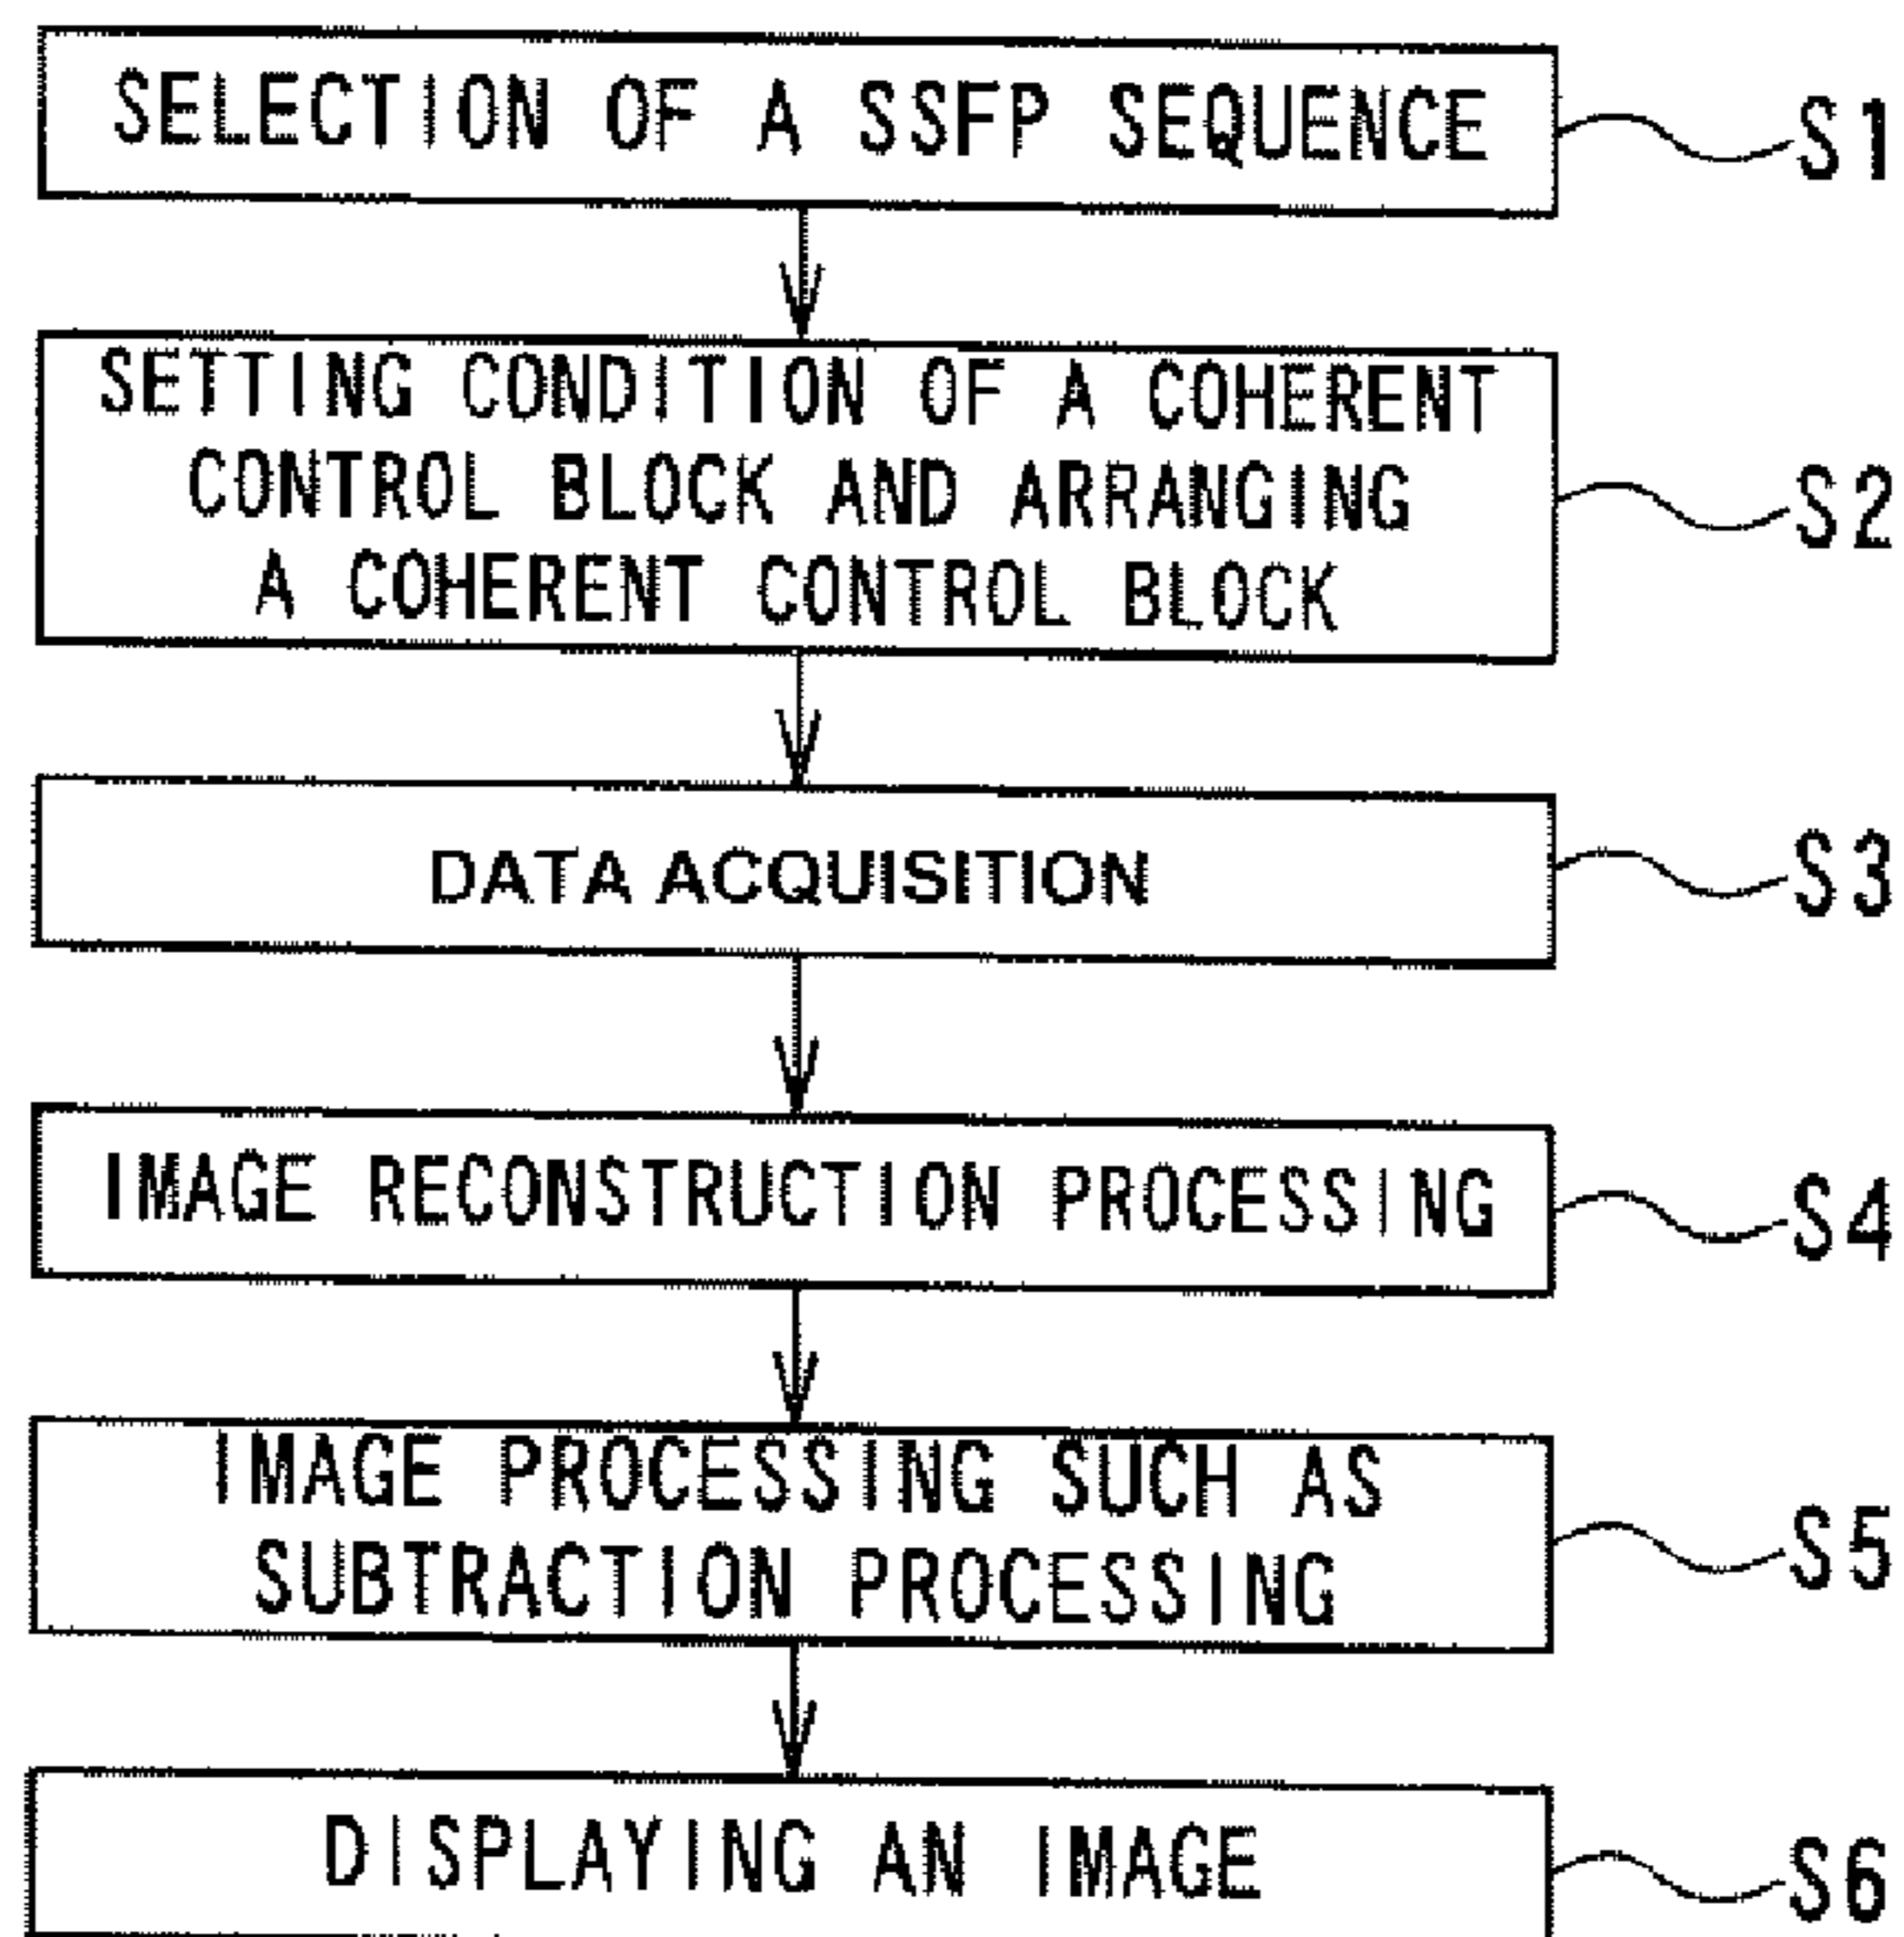 SELECTION OF A SSFP SEQUENCE
S1
SETTING CONDITION OF A COHERENT
CONTROL BLOCK AND ARRANGING
A COHERENT CONTROL BLOCK
S2
DATA ACQUISITION
S3
IMAGE RECONSTRUCTION PROCESSING
S4
IMAGE PROCESSING SUCH AS
SUBTRACTION PROCESSING
S5
DISPLAYING AN IMAGE
S6